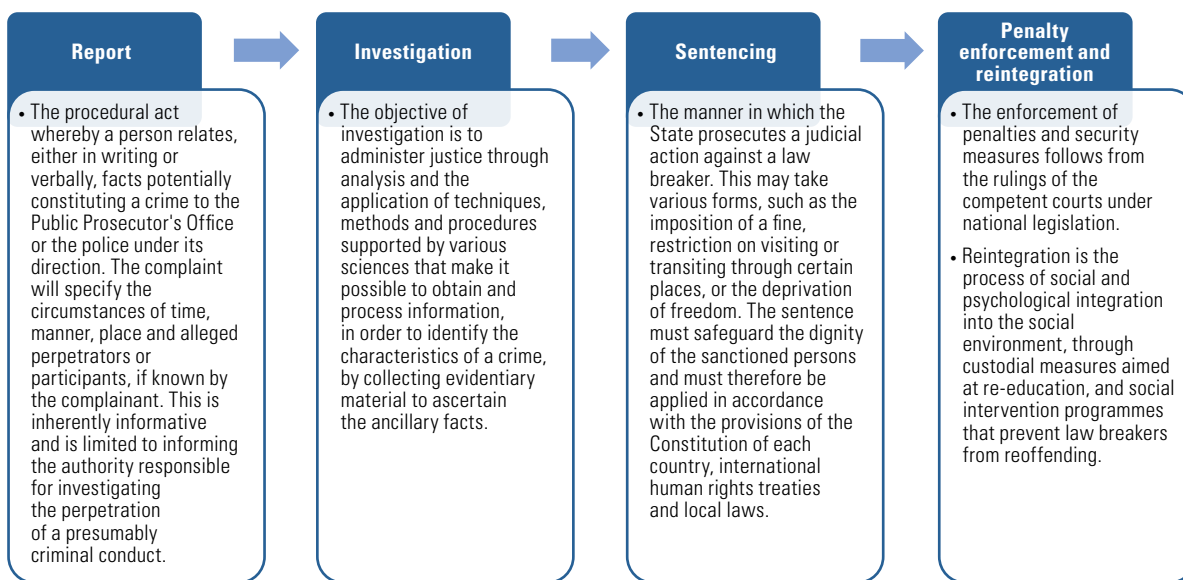 Report
• The procedural act
whereby a person relates,
either in writing or
verbally, facts potentially
constituting a crime to the
Public Prosecutor's Office
or the police under its
direction. The complaint
will specify the
circumstances of time,
manner, place and alleged
perpetrators or
participants, if known by
the complainant. This is
inherently informative
and is limited to informing
the authority responsible
for investigating
the perpetration
of a presumably
criminal conduct.
Investigation
• The objective of
investigation is to
administer justice through
analysis and the
application of techniques,
methods and procedures
supported by various
sciences that make it
possible to obtain and
process information,
in order to identify the
characteristics of a crime,
by collecting evidentiary
material to ascertain
the ancillary facts.
Sentencing
• The manner in which the
State prosecutes a judicial
action against a law
breaker. This may take
various forms, such as the
imposition of a fine,
restriction on visiting or
transiting through certain
places, or the deprivation
of freedom. The sentence
must safeguard the dignity
of the sanctioned persons
and must therefore be
applied in accordance
with the provisions of the
Constitution of each
country, international
human rights treaties
and local laws.
Penalty
enforcement and
reintegration
• The enforcement of
penalties and security
measures follows from
the rulings of the
competent courts under
national legislation.
• Reintegration is the
process of social and
psychological integration
into the social
environment, through
custodial measures aimed
at re-education, and social
intervention programmes
that prevent law breakers
from reoffending.